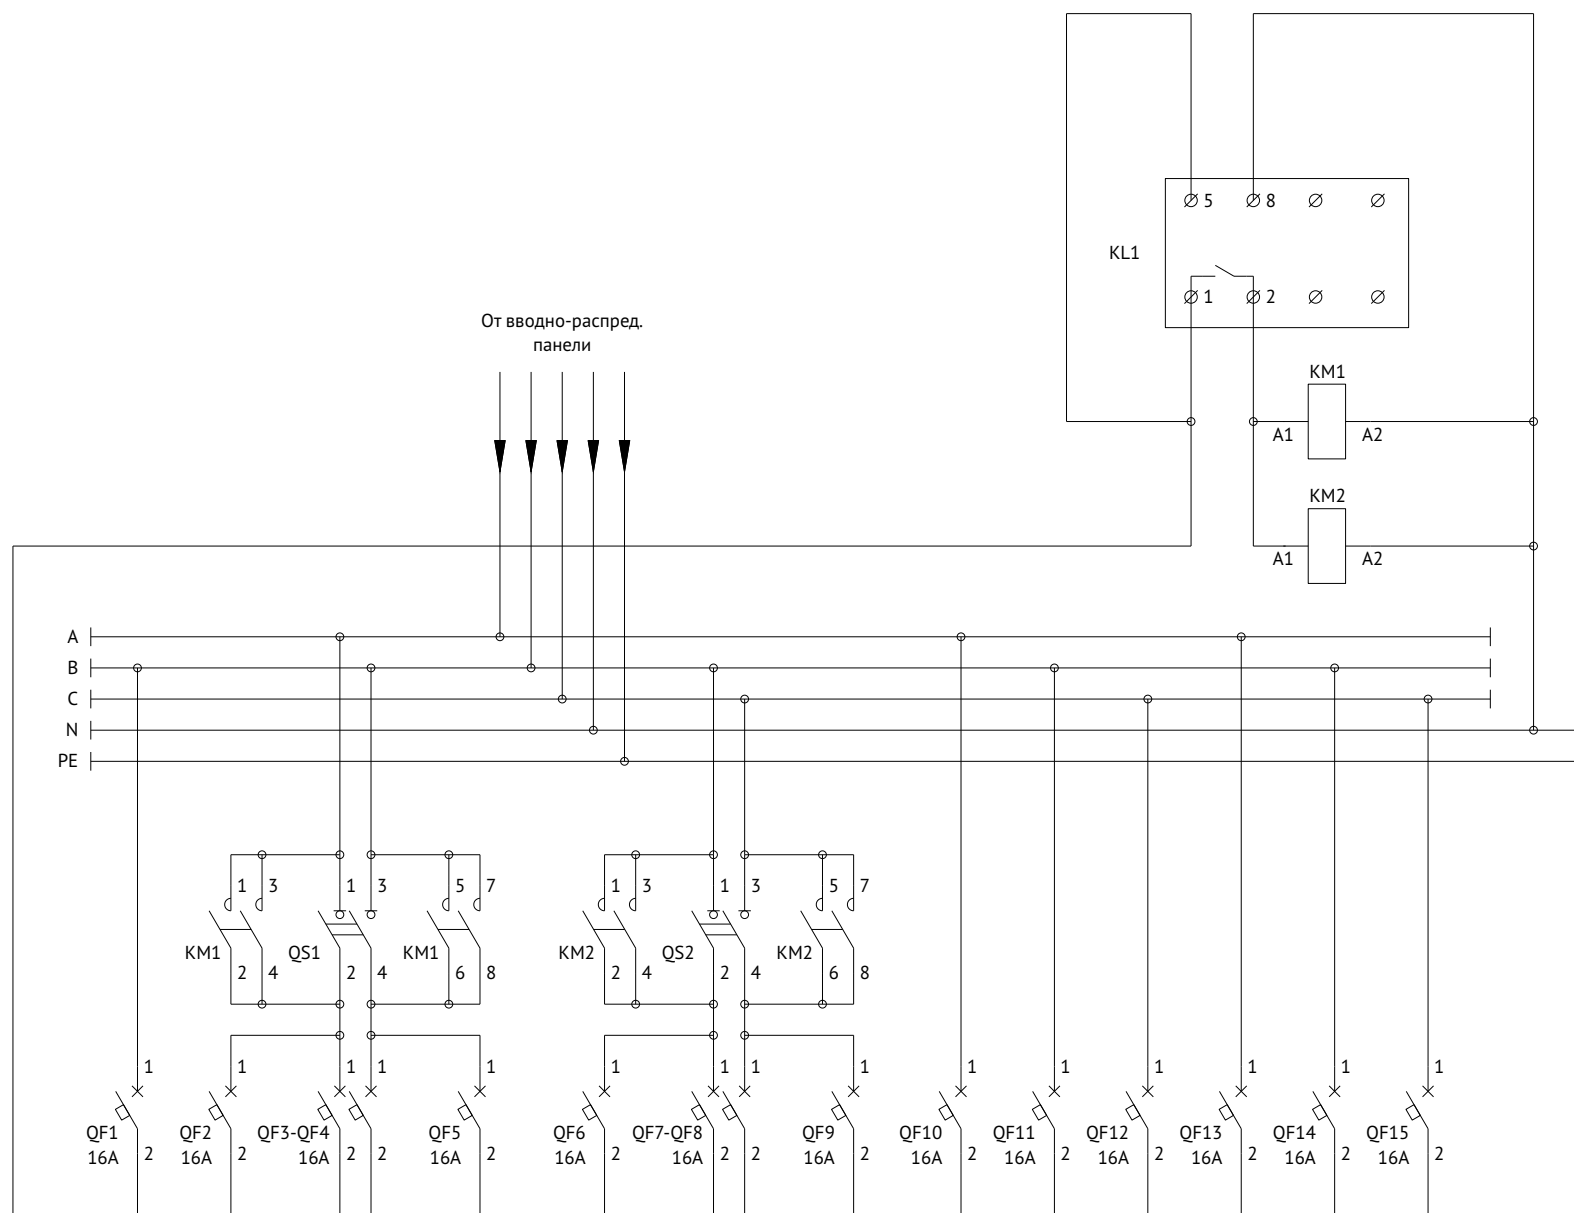 5 8
KL1
1 2
От вводно-распред.
панели
KM1
A1 A2
KM2
A1 A2
A
B
C
N
PE
1 3 1 3 5 7 1 3 1 3 5 7
KM1 QS1 KM1 KM2 QS2 KM2
2 4 2 4 6 8 2 4 2 4 6 8
1 1 1 1 1 1 1 1 1 1 1 1 1 1 1
QF1 QF2 QF3-QF4 QF5 QF6 QF7-QF8 QF9 QF10 QF11 QF12 QF13 QF14 QF15
16A 2 16A 2 16A 2 2 16A 2 16A 2 16A 2 2 16A 2 16A 2 16A 2 16A 2 16A 2 16A 2 16A 2